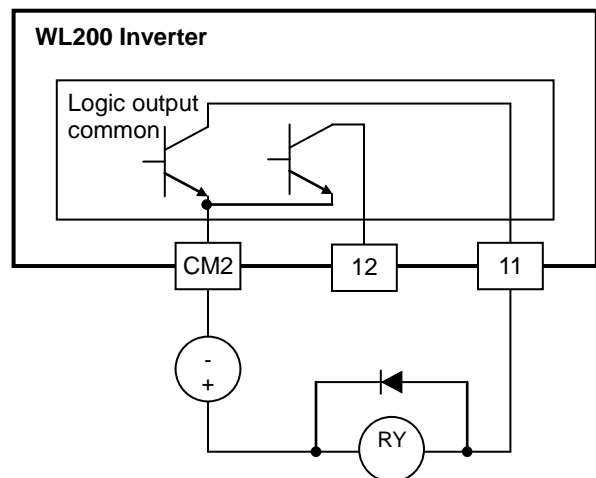 WL200 Inverter
Logic output
common
CM2
12
11
-
+
RY